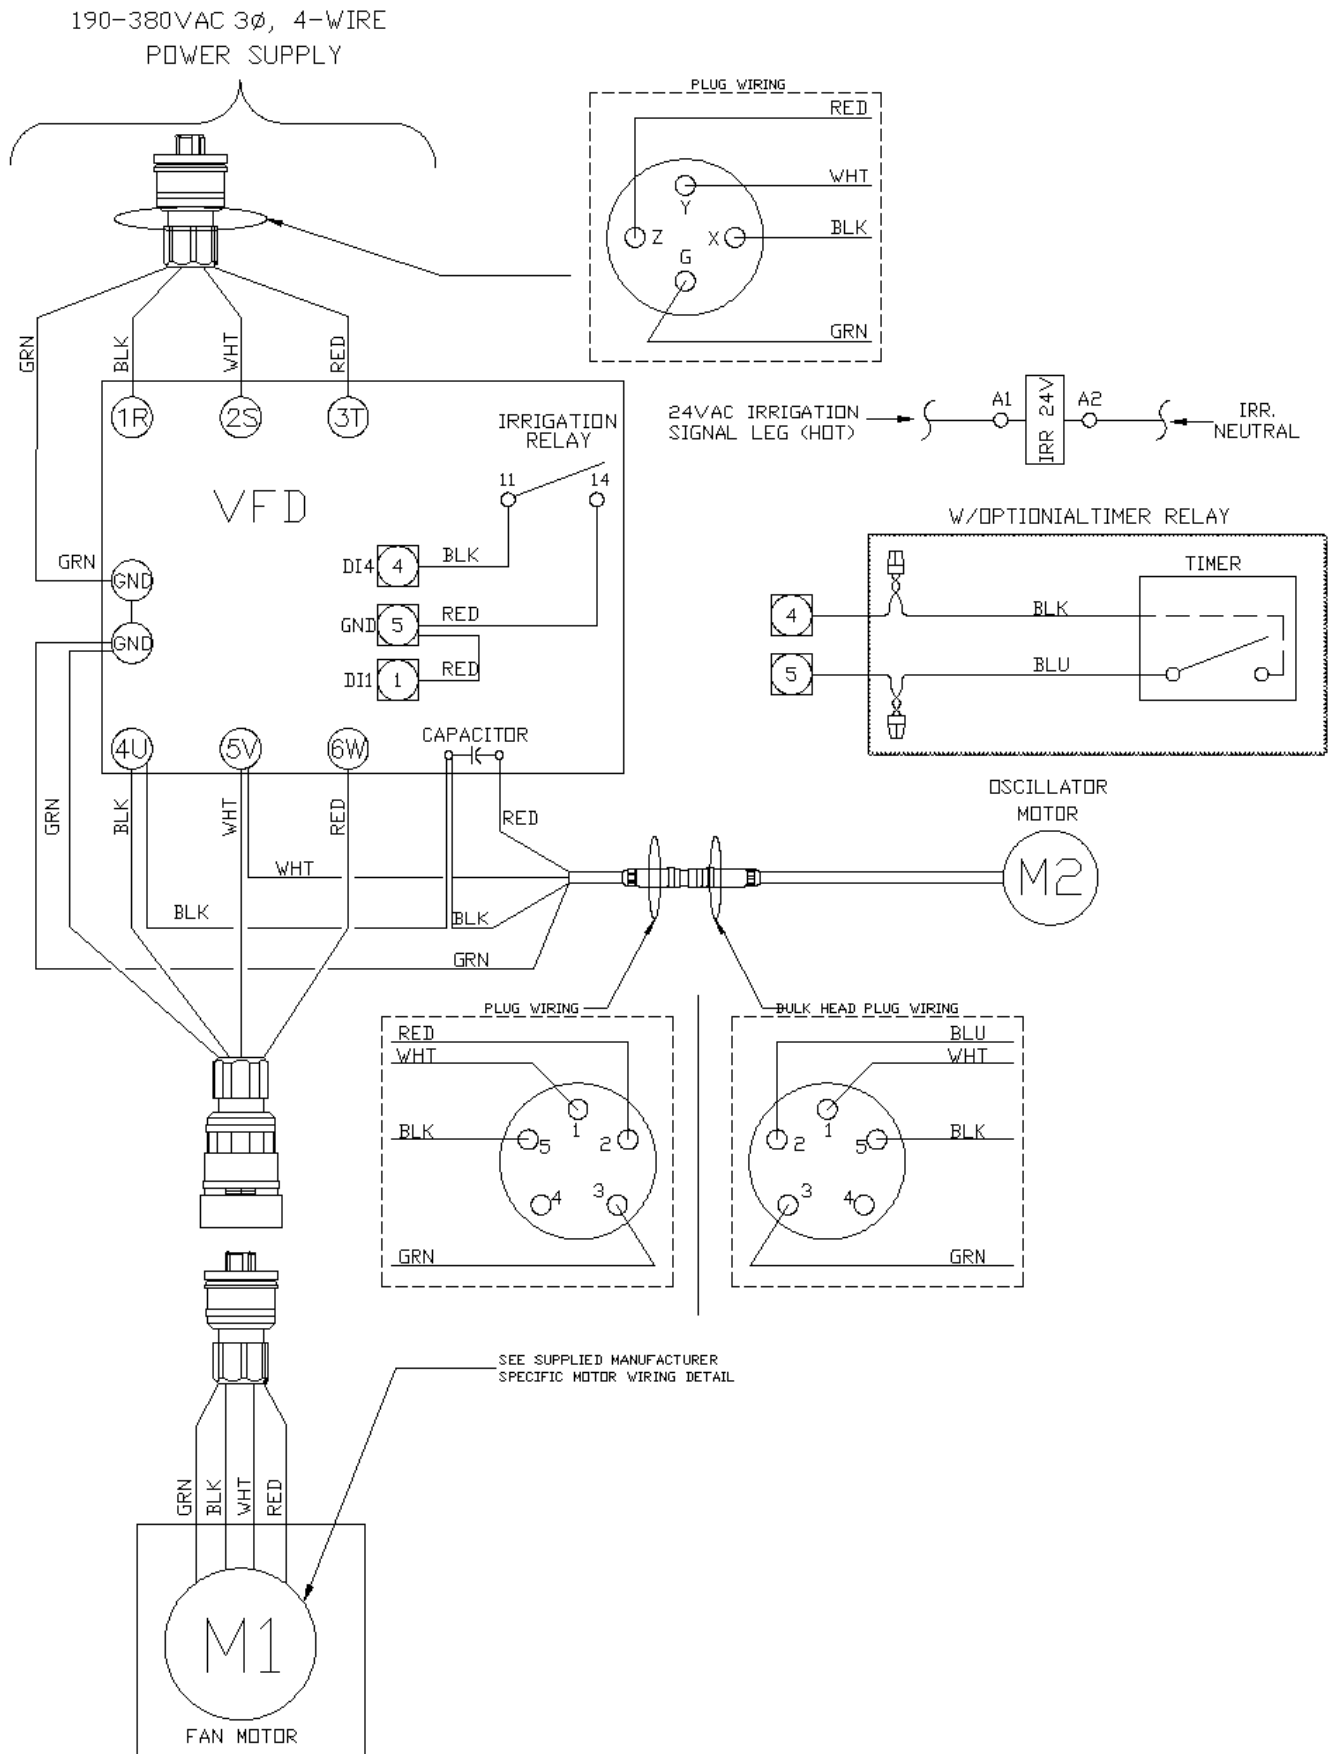 190-380VAC 3ø, 4-WIRE
POWER SUPPLY
PLUG WIRING
RED
WHT
Y
BLK
Z
X
G
GRN
GRN
BLK
WHT
RED
1R
2S
3T
IRRIGATION
RELAY
11
14
VFD
24VAC IRRIGATION
SIGNAL LEG (HOT)
A1
IRR 24V
A2
IRR.
NEUTRAL
W/OPTIONIALTIMER RELAY
TIMER
GRN
GND
DI4
4
BLK
GND
GND
5
RED
DI1
1
RED
4
BLK
5
BLU
4U
5V
6W
CAPACITOR
GRN
BLK
WHT
RED
RED
WHT
BLK
BLK
GRN
OSCILLATOR
MOTOR
M2
PLUG WIRING
RED
WHT
BLK
1
5
2
4
3
GRN
BULK HEAD PLUG WIRING
BLU
WHT
BLK
1
2
5
3
4
GRN
SEE SUPPLIED MANUFACTURER
SPECIFIC MOTOR WIRING DETAIL
GRN
BLK
WHT
RED
M1
FAN MOTOR